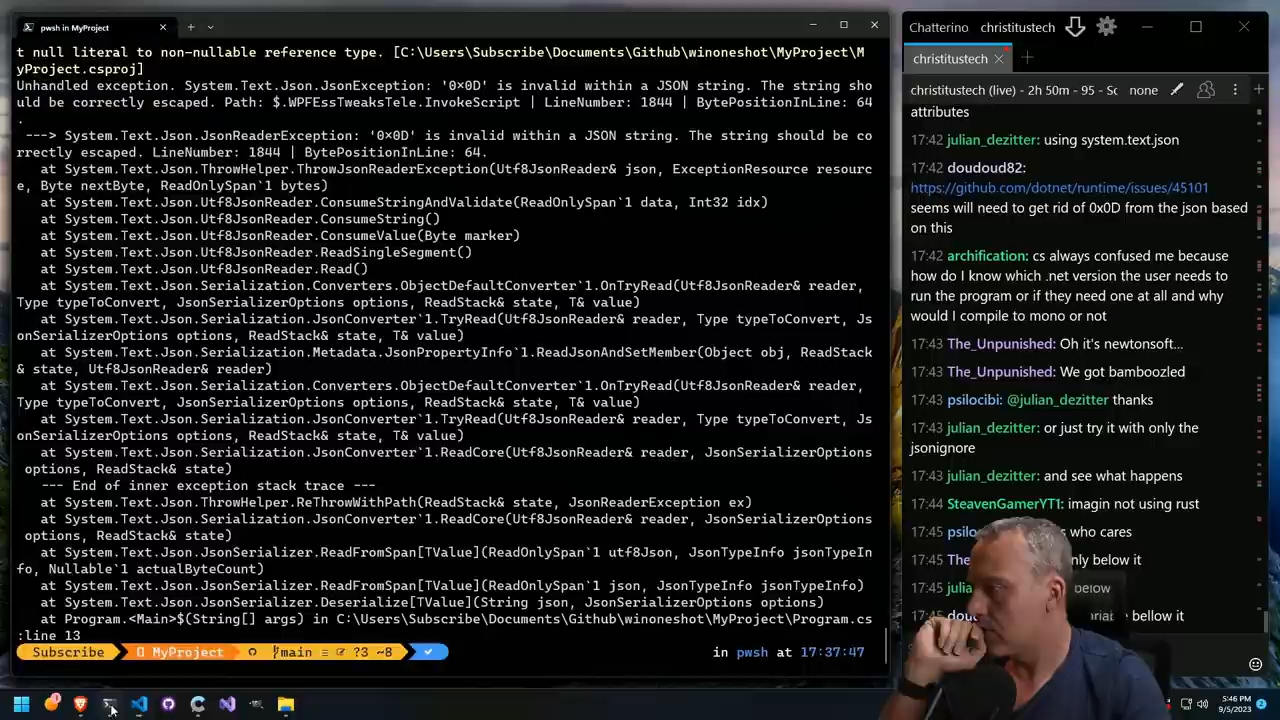 pwsh in MyProject
t null literal to non-nullable reference type. [C:\Users\Subscribe\Documents\Github\winoneshot\MyProject\M
yProject.csproj]
Unhandled exception. System.Text.Json.JsonException: '0×0D' is invalid within a JSON string. The string sho
uld be correctly escaped. Path: $.WPFEssTweaksTele.InvokeScript | LineNumber: 1844 | BytePositionInLine: 64
.
---> System.Text.Json.JsonReaderException: '0×0D' is invalid within a JSON string. The string should be co
rrectly escaped. LineNumber: 1844 | BytePositionInLine: 64.
at System.Text.Json.ThrowHelper.ThrowJsonReaderException(Utf8JsonReader& json, ExceptionResource resourc
e, Byte nextByte, ReadOnlySpan`1 bytes)
at System.Text.Json.Utf8JsonReader.ConsumeStringAndValidate(ReadOnlySpan`1 data, Int32 idx)
at System.Text.Json.Utf8JsonReader.ConsumeString()
at System.Text.Json.Utf8JsonReader.ConsumeValue(Byte marker)
at System.Text.Json.Utf8JsonReader.ReadSingleSegment()
at System.Text.Json.Utf8JsonReader.Read()
at System.Text.Json.Serialization.Converters.ObjectDefaultConverter`1.OnTryRead(Utf8JsonReader& reader,
Type typeToConvert, JsonSerializerOptions options, ReadStack& state, T& value)
at System.Text.Json.Serialization.JsonConverter`1.TryRead(Utf8JsonReader& reader, Type typeToConvert, Js
onSerializerOptions options, ReadStack& state, T& value)
at System.Text.Json.Serialization.Metadata.JsonPropertyInfo`1.ReadJsonAndSetMember(Object obj, ReadStack
& state, Utf8JsonReader& reader)
at System.Text.Json.Serialization.Converters.ObjectDefaultConverter`1.OnTryRead(Utf8JsonReader& reader,
Type typeToConvert, JsonSerializerOptions options, ReadStack& state, T& value)
at System.Text.Json.Serialization.JsonConverter`1.TryRead(Utf8JsonReader& reader, Type typeToConvert, Js
onSerializerOptions options, ReadStack& state, T& value)
at System.Text.Json.Serialization.JsonConverter`1.ReadCore(Utf8JsonReader& reader, JsonSerializerOptions
options, ReadStack& state)
--- End of inner exception stack trace ---
at System.Text.Json.ThrowHelper.ReThrowWithPath(ReadStack& state, JsonReaderException ex)
at System.Text.Json.Serialization.JsonConverter`1.ReadCore(Utf8JsonReader& reader, JsonSerializerOptions
options, ReadStack& state)
at System.Text.Json.JsonSerializer.ReadFromSpan[TValue](ReadOnlySpan`1 utf8Json, JsonTypeInfo jsonTypeIn
fo, Nullable`1 actualByteCount)
at System.Text.Json.JsonSerializer.ReadFromSpan[TValue](ReadOnlySpan`1 json, JsonTypeInfo jsonTypeInfo)
at System.Text.Json.JsonSerializer.Deserialize[TValue](String json, JsonSerializerOptions options)
at Program.<Main>$(String[] args) in C:\Users\Subscribe\Documents\Github\winoneshot\MyProject\Program.cs
:line 13
Subscribe MyProject main ≡ ?3 ~8 in pwsh at 17:37:47
Chatterino christitustech
christitustech
christitustech (live) - 2h 50m - 95 - Sc none
attributes
17:42 julian_dezitter: using system.text.json
17:42 doudoud82:
https://github.com/dotnet/runtime/issues/45101
seems will need to get rid of 0x0D from the json based
on this
17:42 archification: cs always confused me because
how do I know which .net version the user needs to
run the program or if they need one at all and why
would I compile to mono or not
17:43 The_Unpunished: Oh it's newtonsoft...
17:43 The_Unpunished: We got bamboozled
17:43 psilocibi: @julian_dezitter thanks
17:43 julian_dezitter: or just try it with only the
jsonignore
17:43 julian_dezitter: and see what happens
17:44 SteavenGamerYT1: imagin not using rust
17:45 psilo who cares
17:45 The only below it
17:45 julia below
17:45 dou bellow it
5:46 PM
9/5/2023
2